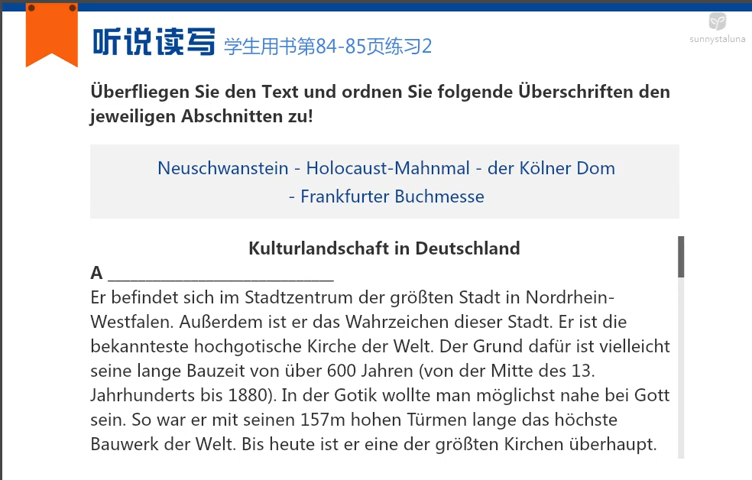 听说读写 学生用书第84-85页练习2
sunnystaluna
Überfliegen Sie den Text und ordnen Sie folgende Überschriften den
jeweiligen Abschnitten zu!
Neuschwanstein - Holocaust-Mahnmal - der Kölner Dom
- Frankfurter Buchmesse
Kulturlandschaft in Deutschland
A ________________________
Er befindet sich im Stadtzentrum der größten Stadt in Nordrhein-
Westfalen. Außerdem ist er das Wahrzeichen dieser Stadt. Er ist die
bekannteste hochgotische Kirche der Welt. Der Grund dafür ist vielleicht
seine lange Bauzeit von über 600 Jahren (von der Mitte des 13.
Jahrhunderts bis 1880). In der Gotik wollte man möglichst nahe bei Gott
sein. So war er mit seinen 157m hohen Türmen lange das höchste
Bauwerk der Welt. Bis heute ist er eine der größten Kirchen überhaupt.